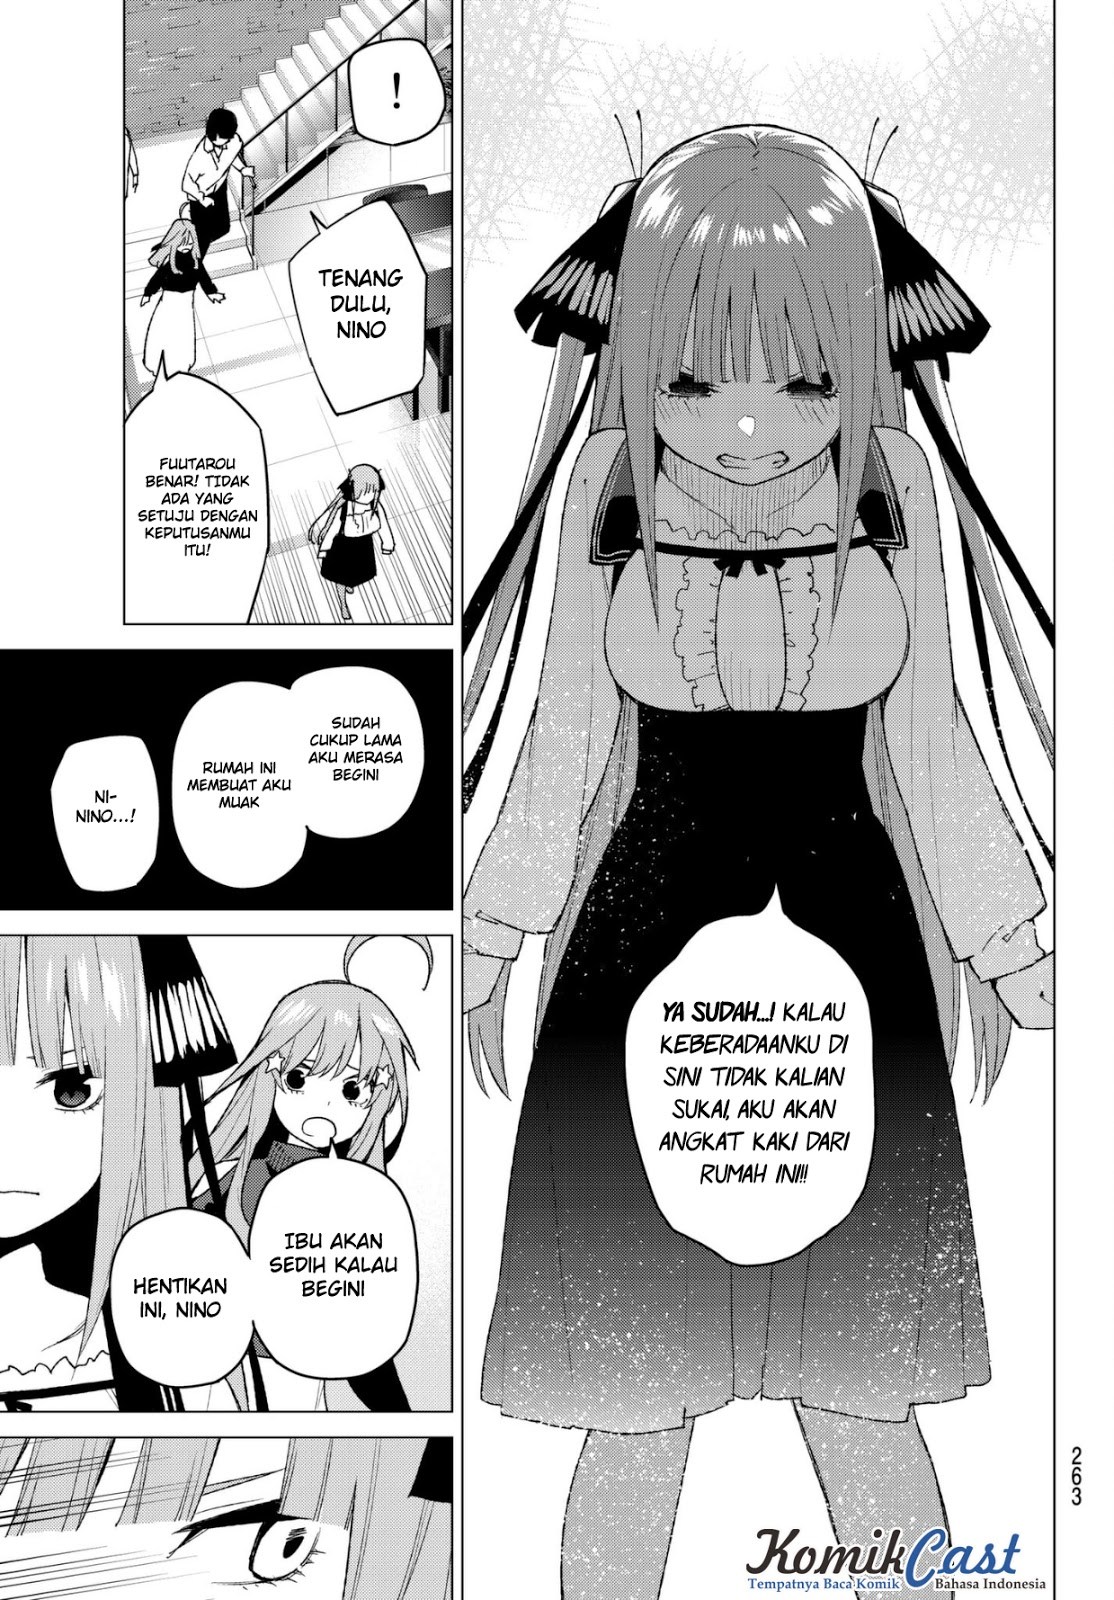 YA SUDAH...! KALAU
KEBERADAANKU DI
SINI TIDAK KALIAN
SUKAI, AKU AKAN
ANGKAT KAKI DARI
RUMAH INI!!
!
TENANG
DULU,
NINO
FUUTAROU
BENAR! TIDAK
ADA YANG
SETUJU DENGAN
KEPUTUSANMU
ITU!
SUDAH
CUKUP LAMA
AKU MERASA
BEGINI
RUMAH INI
MEMBUAT AKU
MUAK
NI-
NINO...!
IBU AKAN
SEDIH KALAU
BEGINI
HENTIKAN
INI, NINO
263
KomikCast
Tempatnya Baca Komik Bahasa Indonesia